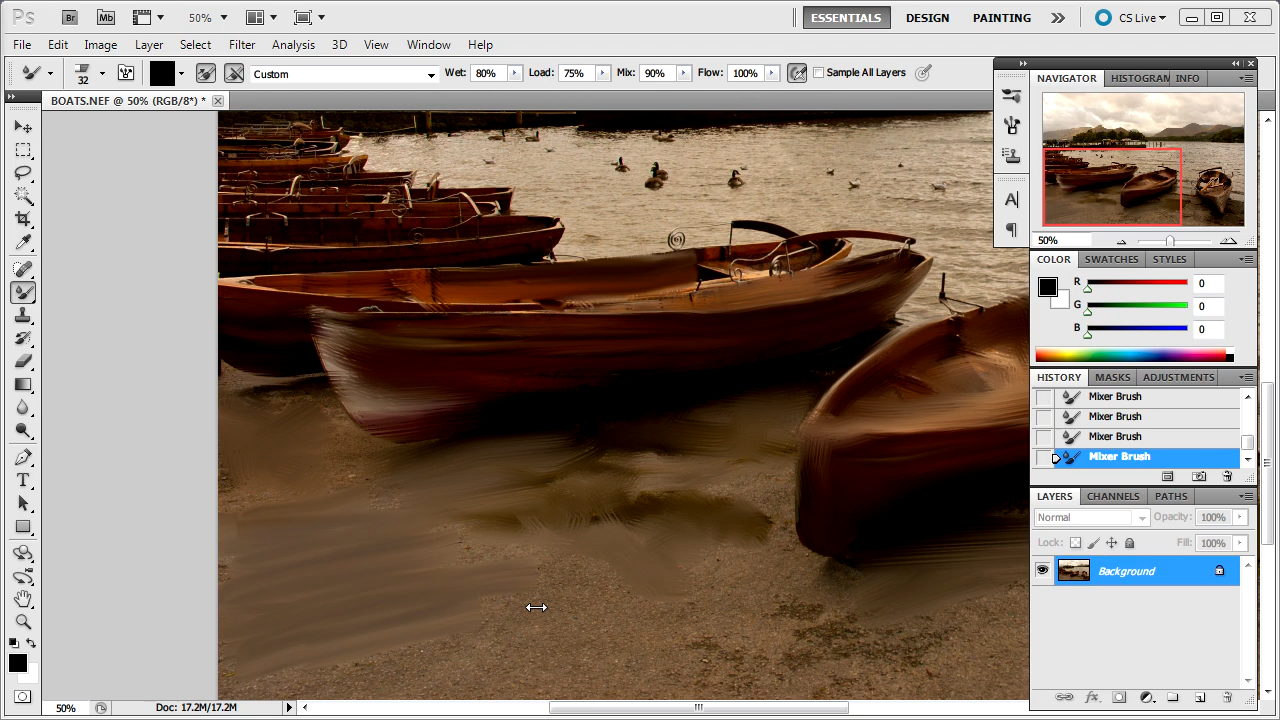 Ps Br Mb 50% ESSENTIALS DESIGN PAINTING CS Live
File Edit Image Layer Select Filter Analysis 3D View Window Help
32 Custom Wet: 80% Load: 75% Mix: 90% Flow: 100% Sample All Layers
BOATS.NEF @ 50% (RGB/8*) *
NAVIGATOR HISTOGRAM INFO
50%
COLOR SWATCHES STYLES
R 0
G 0
B 0
HISTORY MASKS ADJUSTMENTS
Mixer Brush
Mixer Brush
Mixer Brush
Mixer Brush
LAYERS CHANNELS PATHS
Normal Opacity: 100%
Lock: Fill: 100%
Background
50% Doc: 17.2M/17.2M